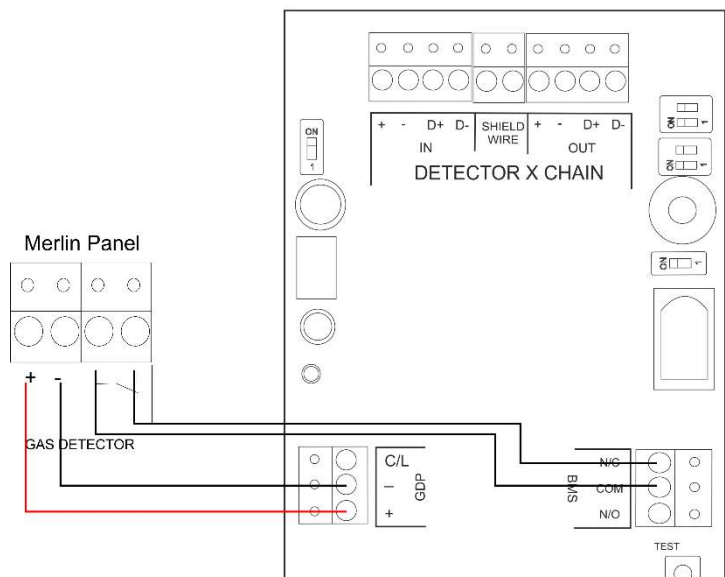 + - D+ D- SHIELD WIRE + - D+ D-
IN OUT
DETECTOR X CHAIN
ON
1
ON 1
ON 1
ON 1
Merlin Panel
+ -
GAS DETECTOR
C/L
–
+
GDP
BMS
N/C
COM
N/O
TEST